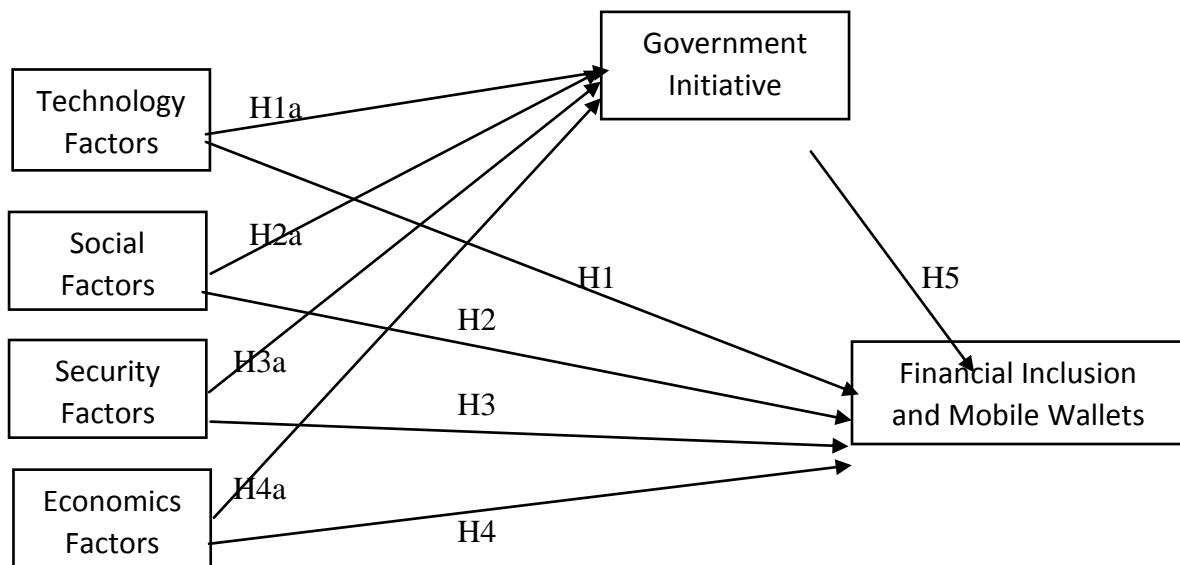 Government
Initiative
Technology
Factors
H1a
Social
Factors
H2a
H1
H5
H2
Security
Factors
H3a
Financial Inclusion
and Mobile Wallets
H3
Economics
Factors
H4a
H4